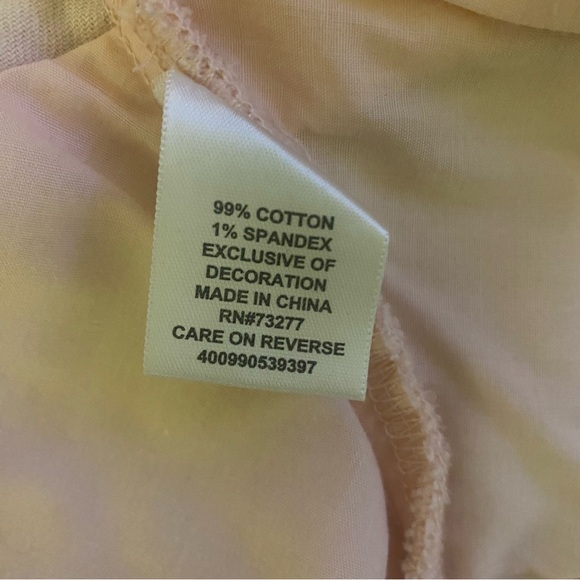 99% COTTON
1% SPANDEX
EXCLUSIVE OF
DECORATION
MADE IN CHINA
RN#73277
CARE ON REVERSE
400990539397